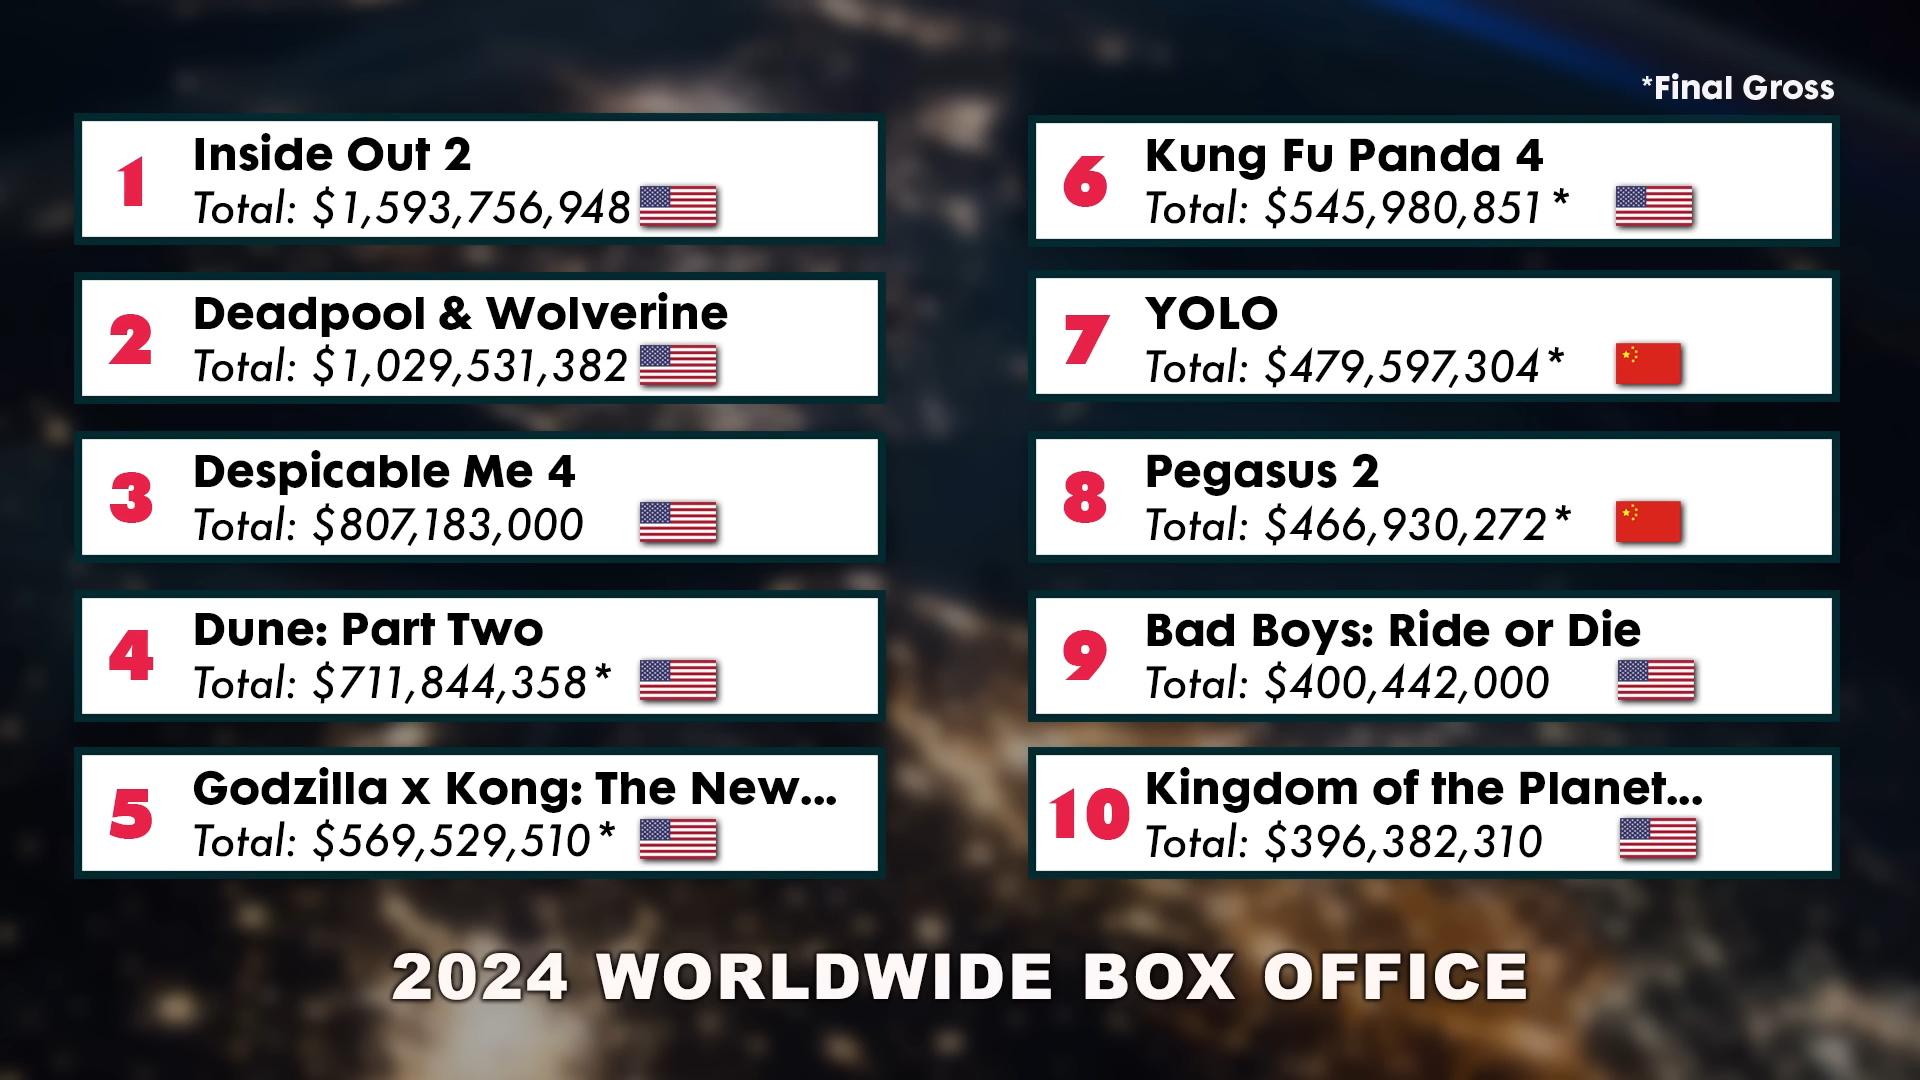 *Final Gross
1
Inside Out 2
Total: $1,593,756,948
2
Deadpool & Wolverine
Total: $1,029,531,382
3
Despicable Me 4
Total: $807,183,000
4
Dune: Part Two
Total: $711,844,358*
5
Godzilla x Kong: The New...
Total: $569,529,510*
6
Kung Fu Panda 4
Total: $545,980,851*
7
YOLO
Total: $479,597,304*
8
Pegasus 2
Total: $466,930,272*
9
Bad Boys: Ride or Die
Total: $400,442,000
10
Kingdom of the Planet...
Total: $396,382,310
2024 WORLDWIDE BOX OFFICE